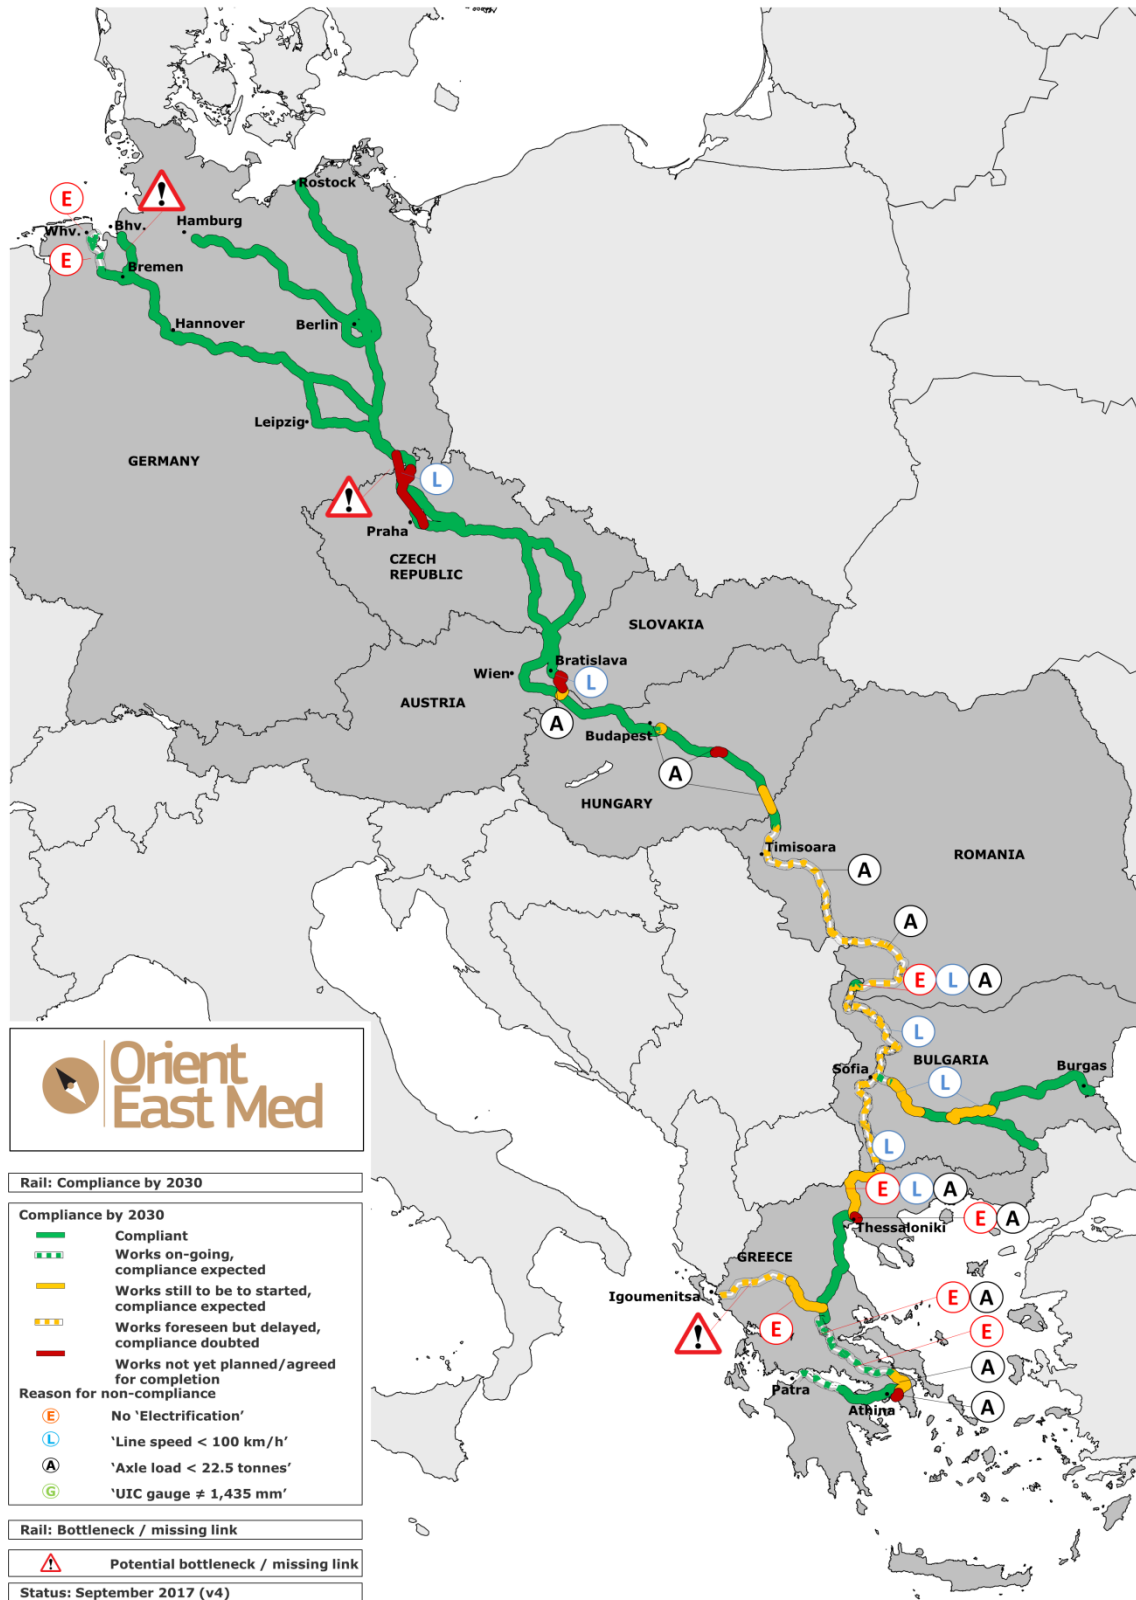 Rostock
E
Whv.
Bhv.
Hamburg
E
Bremen
Hannover
Berlin
Leipzig
GERMANY
L
Praha
CZECH
REPUBLIC
SLOVAKIA
Wien
Bratislava
L
AUSTRIA
A
Budapest
A
HUNGARY
Timisoara
ROMANIA
A
A
E L A
L
Sofia
BULGARIA
Burgas
L
L
E L A
Thessaloniki
E A
GREECE
Igoumenitsa
E A
E
E
A
Patra
Athina
A
Orient
East Med
Rail: Compliance by 2030
Compliance by 2030
Compliant
Works on-going,
compliance expected
Works still to be to started,
compliance expected
Works foreseen but delayed,
compliance doubted
Works not yet planned/agreed
for completion
Reason for non-compliance
E No ‘Electrification’
L ‘Line speed < 100 km/h’
A ‘Axle load < 22.5 tonnes’
G ‘UIC gauge ≠ 1,435 mm’
Rail: Bottleneck / missing link
! Potential bottleneck / missing link
Status: September 2017 (v4)